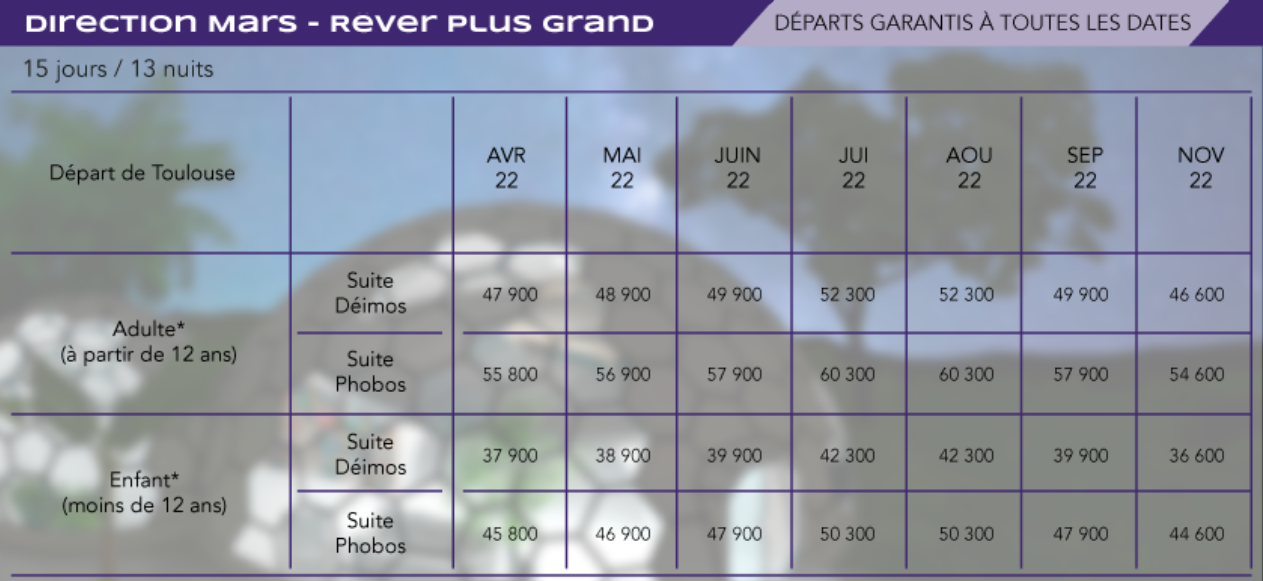 Direction Mars - Rêver plus grand
DÉPARTS GARANTIS À TOUTES LES DATES
15 jours / 13 nuits
Départ de Toulouse
AVR 22
MAI 22
JUIN 22
JUI 22
AOU 22
SEP 22
NOV 22
Adulte*
(à partir de 12 ans)
Suite Déimos
47 900
48 900
49 900
52 300
52 300
49 900
46 600
Suite Phobos
55 800
56 900
57 900
60 300
60 300
57 900
54 600
Enfant*
(moins de 12 ans)
Suite Déimos
37 900
38 900
39 900
42 300
42 300
39 900
36 600
Suite Phobos
45 800
46 900
47 900
50 300
50 300
47 900
44 600